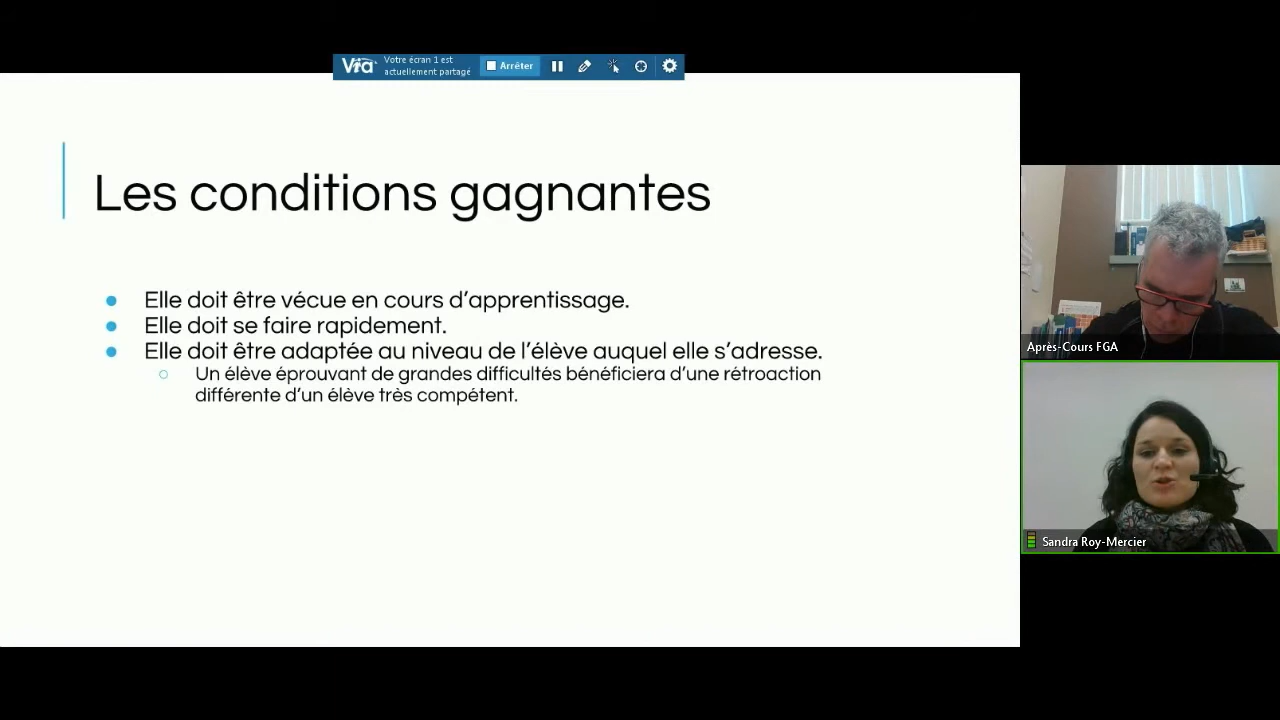 Via
Votre écran 1 est
actuellement partagé
Arrêter
Les conditions gagnantes
Elle doit être vécue en cours d'apprentissage.
Elle doit se faire rapidement.
Elle doit être adaptée au niveau de l'élève auquel elle s'adresse.
Un élève éprouvant de grandes difficultés bénéficiera d'une rétroaction
différente d'un élève très compétent.
Après-Cours FGA
Sandra Roy-Mercier